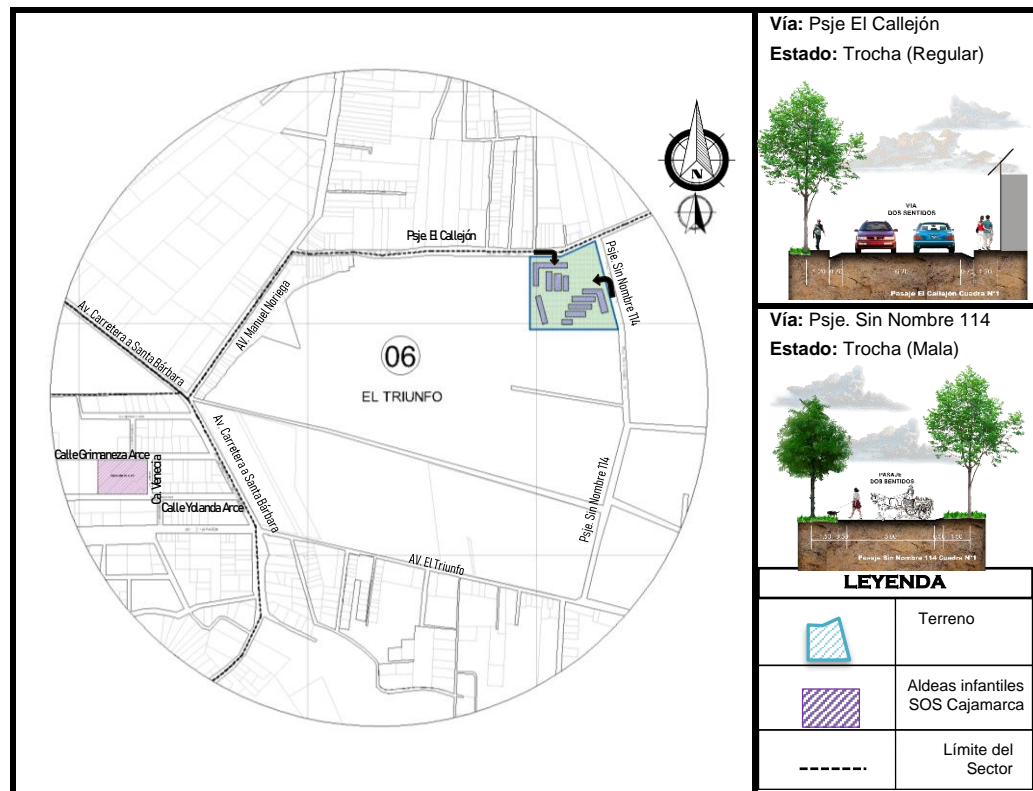 Psje. El Callejón
Psje. Sin Nombre 114
N
AV. Manuel Noriega
Av. Carretera a Santa Bárbara
06
EL TRIUNFO
Calle Grimaneza Arce
Ca. Venecia
Calle Yolanda Arce
Av. Carretera a Santa Bárbara
Psje. Sin Nombre 114
AV. El Triunfo
Vía: Psje El Callejón
Estado: Trocha (Regular)
VIA
DOS SENTIDOS
Pasaje El Callejón Cuadra N°1
Vía: Psje. Sin Nombre 114
Estado: Trocha (Mala)
PASAJE
DOS SENTIDOS
Pasaje Sin Nombre 114 Cuadra N°1
LEYENDA
Terreno
Aldeas infantiles
SOS Cajamarca
Límite del
Sector